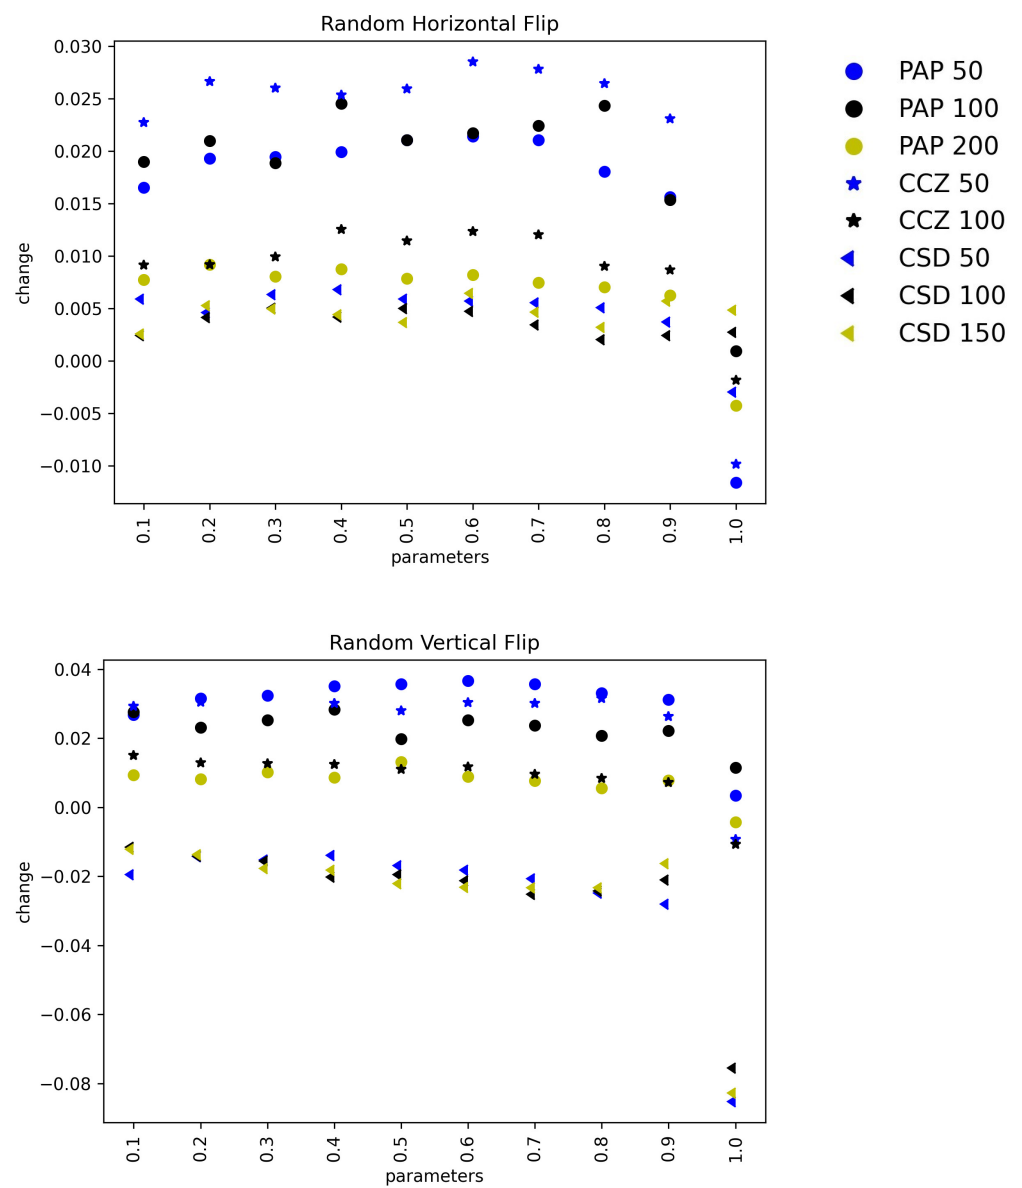 Random Horizontal Flip
0.030
0.025
0.020
0.015
0.010
0.005
0.000
−0.005
−0.010
change
0.1 0.2 0.3 0.4 0.5 0.6 0.7 0.8 0.9 1.0
parameters
PAP 50
PAP 100
PAP 200
CCZ 50
CCZ 100
CSD 50
CSD 100
CSD 150
Random Vertical Flip
0.04
0.02
0.00
−0.02
−0.04
−0.06
−0.08
change
0.1 0.2 0.3 0.4 0.5 0.6 0.7 0.8 0.9 1.0
parameters